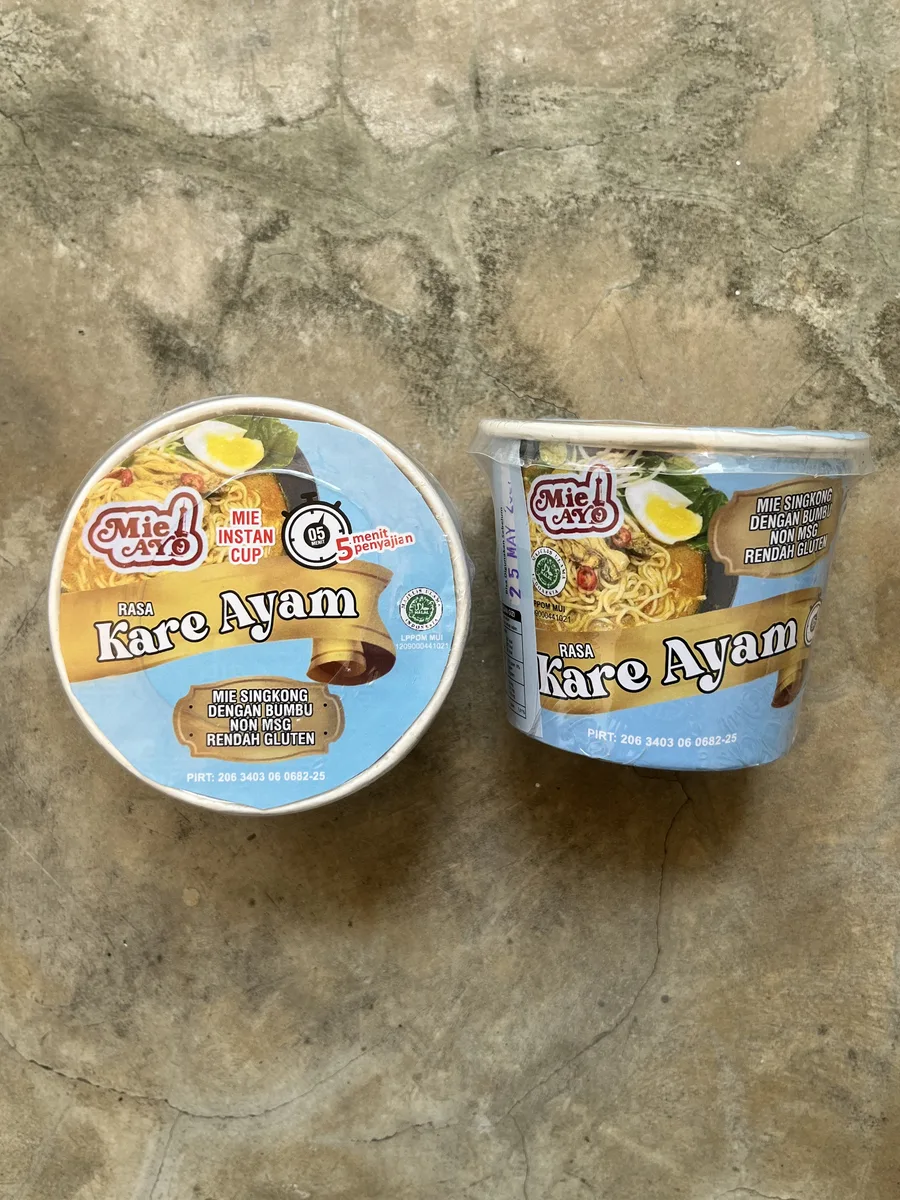 Mie
AYO
MIE
INSTAN
CUP
05
MENIT
5 menit
penyajian
RASA
Kare Ayam
LPPOM MUI
1209000441021
MIE SINGKONG
DENGAN BUMBU
NON MSG
RENDAH GLUTEN
PIRT: 206 3403 06 0682-25
Mie
AYO
MIE SINGKONG
DENGAN BUMBU
NON MSG
RENDAH GLUTEN
25 MAY
RASA
Kare Ayam
PIRT: 206 3403 06 0682-25